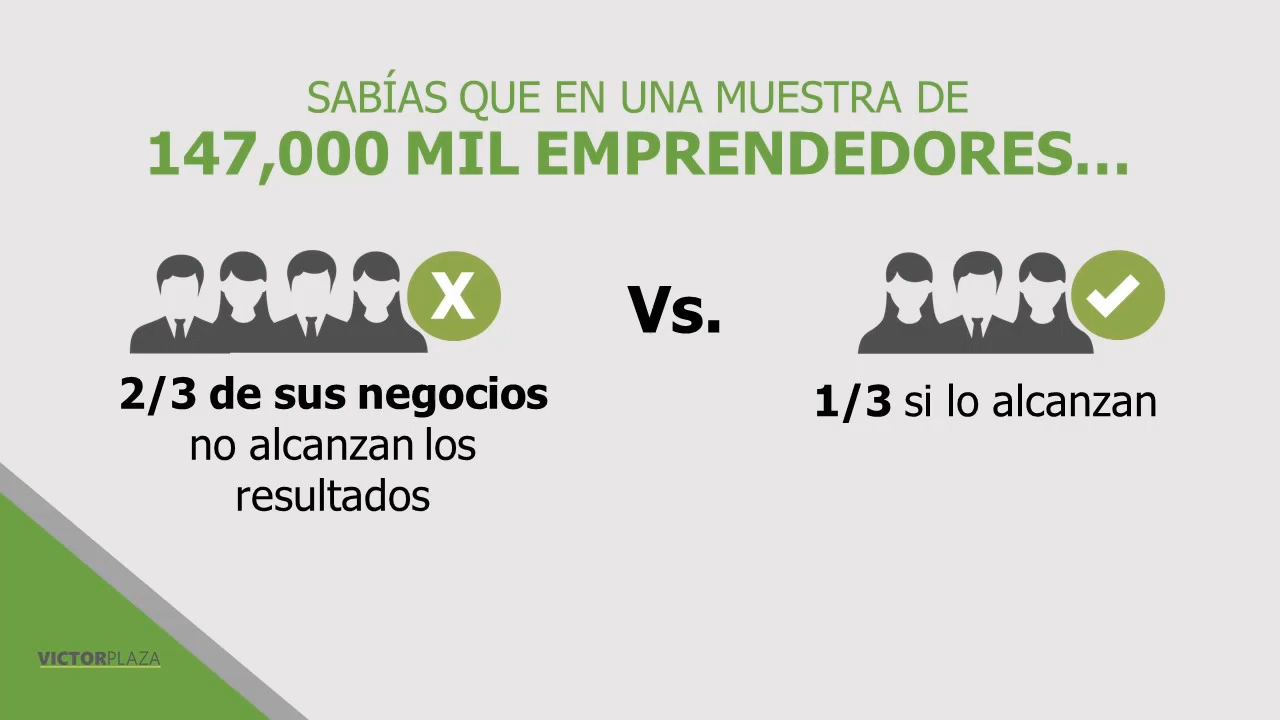 SABÍAS QUE EN UNA MUESTRA DE
147,000 MIL EMPRENDEDORES...
X
Vs.
2/3 de sus negocios
no alcanzan los
resultados
1/3 si lo alcanzan
VICTORPLAZA